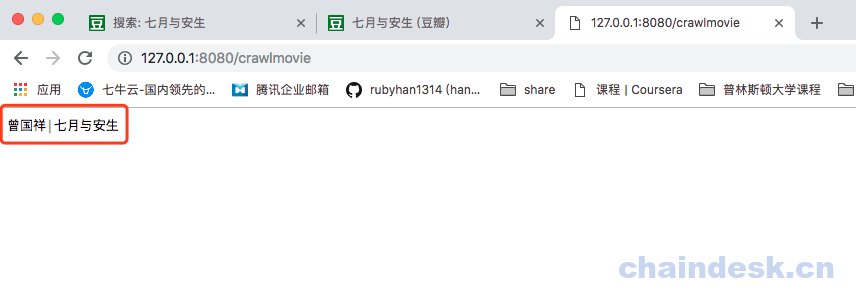 搜索: 七月与安生
七月与安生 (豆瓣)
127.0.0.1:8080/crawlmovie
127.0.0.1:8080/crawlmovie
应用
七牛云-国内领先的...
腾讯企业邮箱
rubyhan1314 (han...
share
课程 | Coursera
普林斯顿大学课程
曾国祥|七月与安生
chaindesk.cn